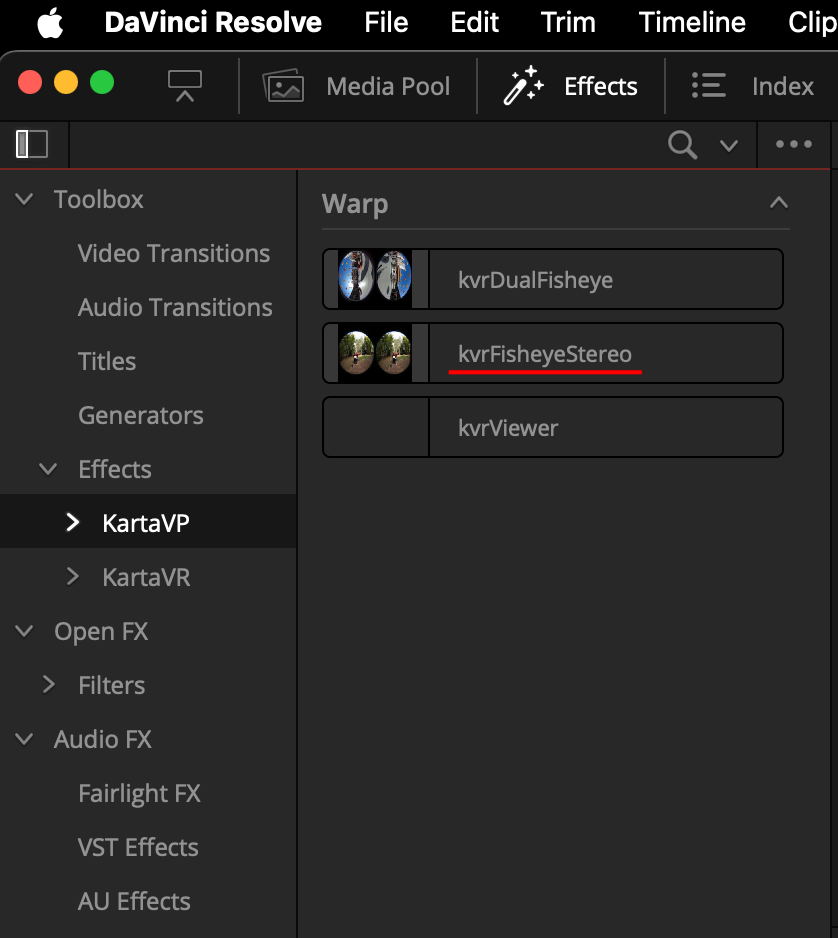 DaVinci Resolve File Edit Trim Timeline Clip
Media Pool Effects Index
Toolbox
Video Transitions
Audio Transitions
Titles
Generators
Effects
KartaVP
KartaVR
Open FX
Filters
Audio FX
Fairlight FX
VST Effects
AU Effects
Warp
kvrDualFisheye
kvrFisheyeStereo
kvrViewer